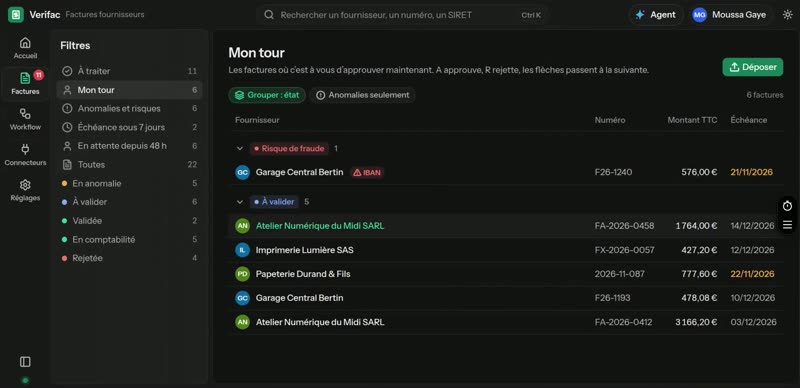 Verifac Factures fournisseurs
Rechercher un fournisseur, un numéro, un SIRET
Ctrl K
Agent
MG Moussa Gaye
Accueil
11
Factures
Workflow
Connecteurs
Réglages
Filtres
À traiter 11
Mon tour 6
Anomalies et risques 6
Échéance sous 7 jours 2
En attente depuis 48 h 6
Toutes 22
En anomalie 5
À valider 6
Validée 2
En comptabilité 5
Rejetée 4
Mon tour
Les factures où c'est à vous d'approuver maintenant. A approuve, R rejette, les flèches passent à la suivante.
Déposer
Grouper : état
Anomalies seulement
6 factures
Fournisseur Numéro Montant TTC Échéance
Risque de fraude 1
GC Garage Central Bertin IBAN F26-1240 576,00 € 21/11/2026
À valider 5
AN Atelier Numérique du Midi SARL FA-2026-0458 1 764,00 € 14/12/2026
IL Imprimerie Lumière SAS FX-2026-0057 427,20 € 12/12/2026
PD Papeterie Durand & Fils 2026-11-087 777,60 € 22/11/2026
GC Garage Central Bertin F26-1193 478,08 € 10/12/2026
AN Atelier Numérique du Midi SARL FA-2026-0412 3 166,20 € 03/12/2026